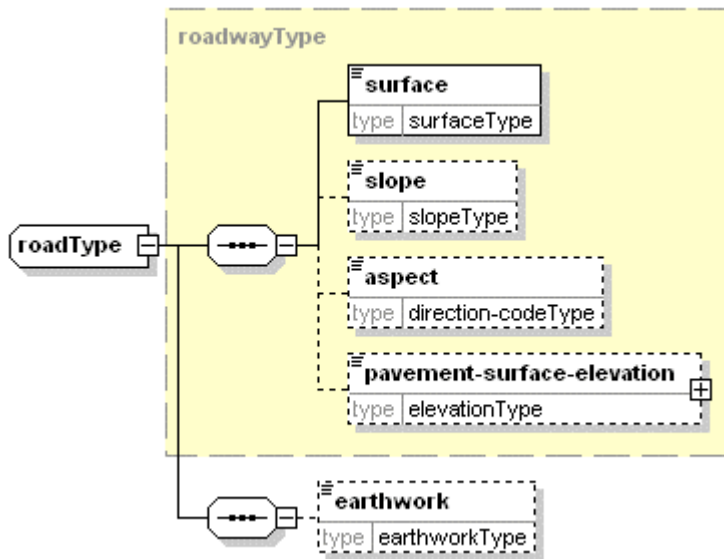 roadwayType
surface
type surfaceType
slope
type slopeType
roadType
aspect
type direction-codeType
pavement-surface-elevation
type elevationType
earthwork
type earthworkType